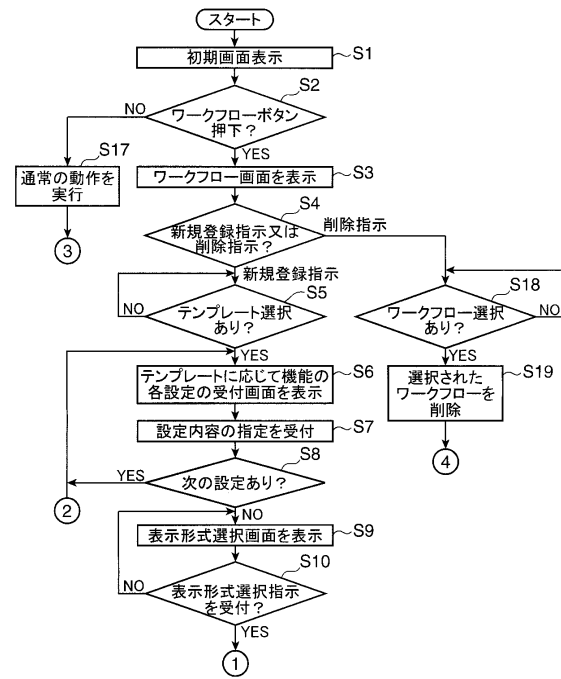 スタート
初期画面表示
S1
S2
ワークフローボタン
押下？
NO
YES
S17
通常の動作を
実行
③
ワークフロー画面を表示
S3
S4
新規登録指示又は
削除指示？
削除指示
新規登録指示
S5
テンプレート選択
あり？
NO
YES
S18
ワークフロー選択
あり？
NO
YES
S19
選択された
ワークフローを
削除
④
テンプレートに応じて機能の
各設定の受付画面を表示
S6
設定内容の指定を受付
S7
S8
次の設定あり？
YES
②
NO
表示形式選択画面を表示
S9
S10
表示形式選択指示
を受付？
NO
YES
①